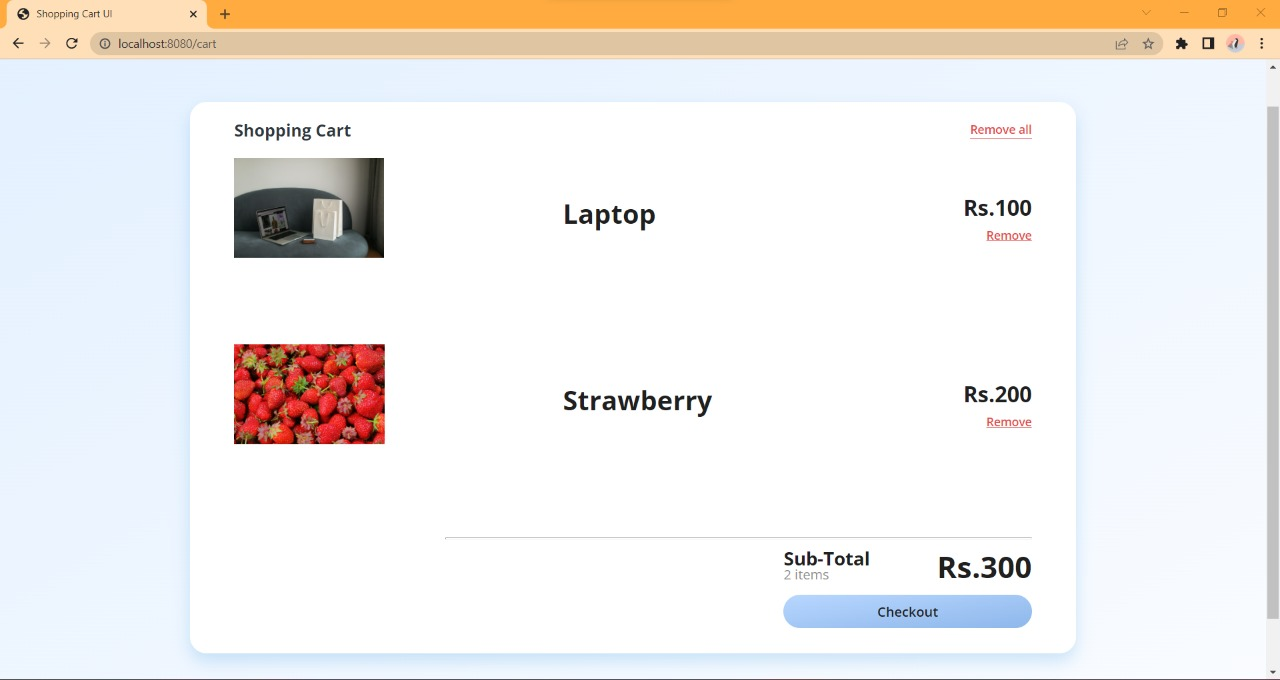 Shopping Cart UI
localhost:8080/cart
Shopping Cart
Remove all
Laptop
Rs.100
Remove
Strawberry
Rs.200
Remove
Sub-Total
2 items
Rs.300
Checkout